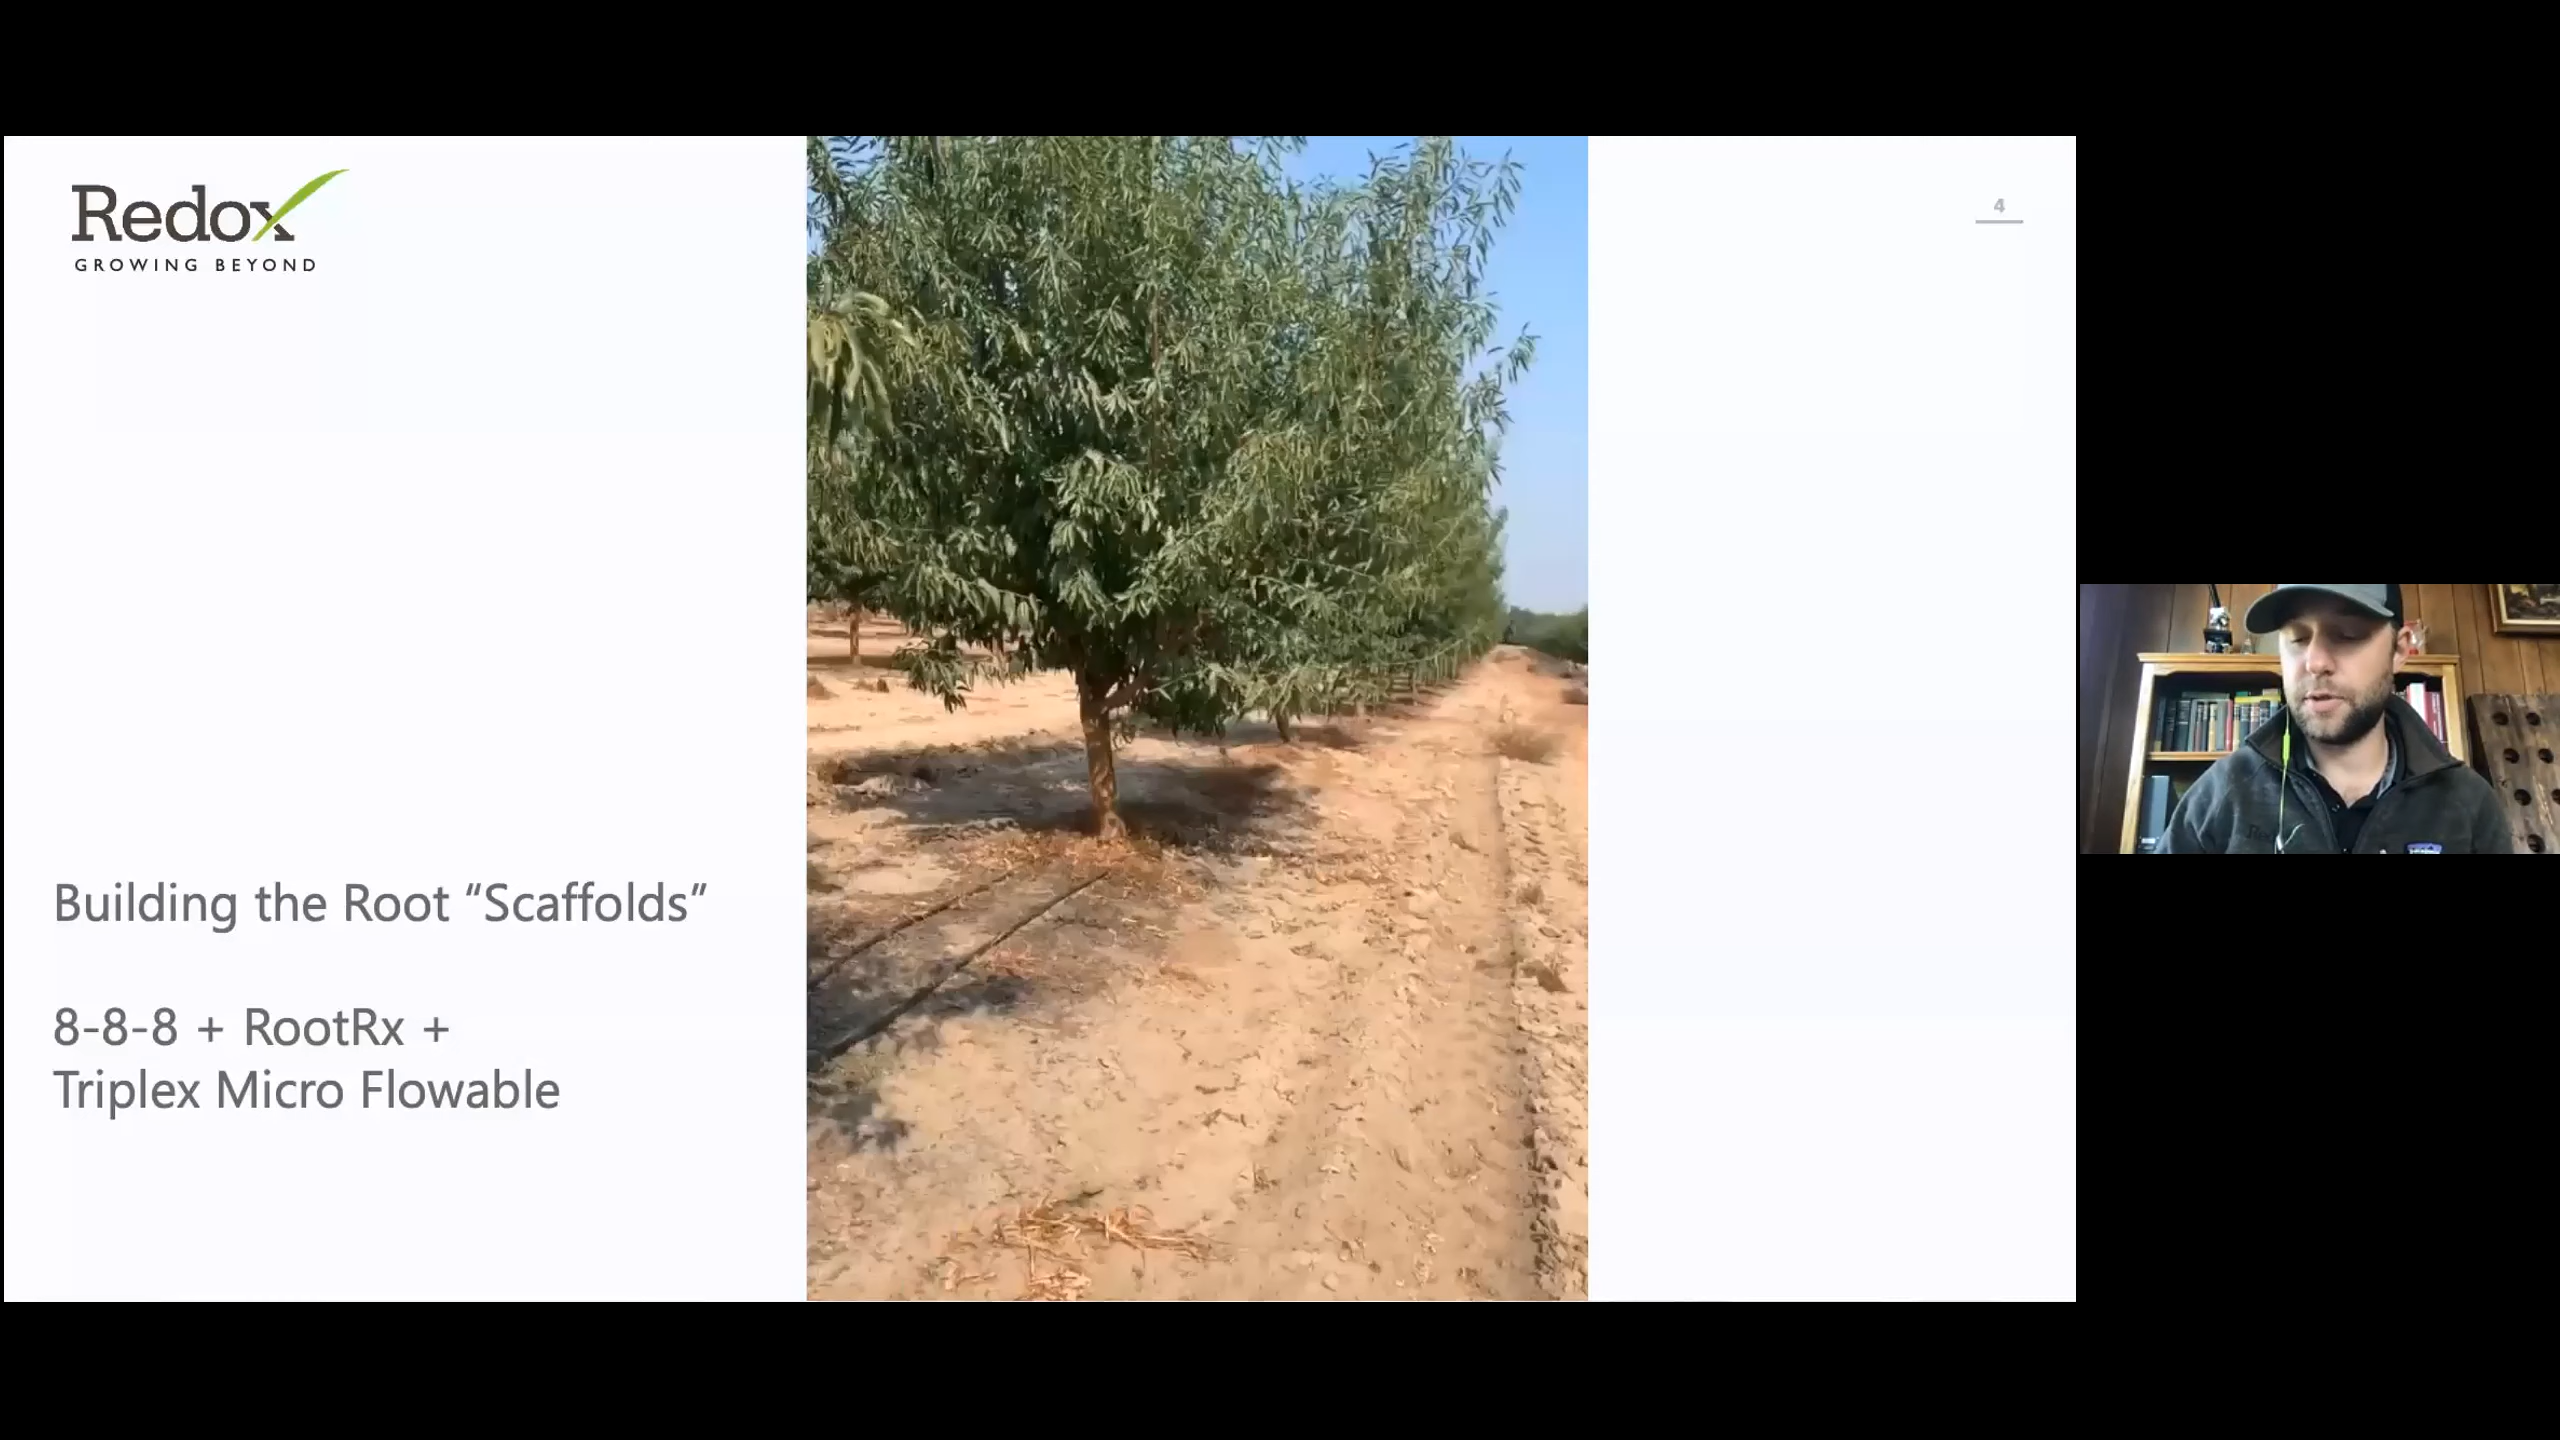 Redox
GROWING BEYOND
4
Building the Root “Scaffolds”
8-8-8 + RootRx +
Triplex Micro Flowable